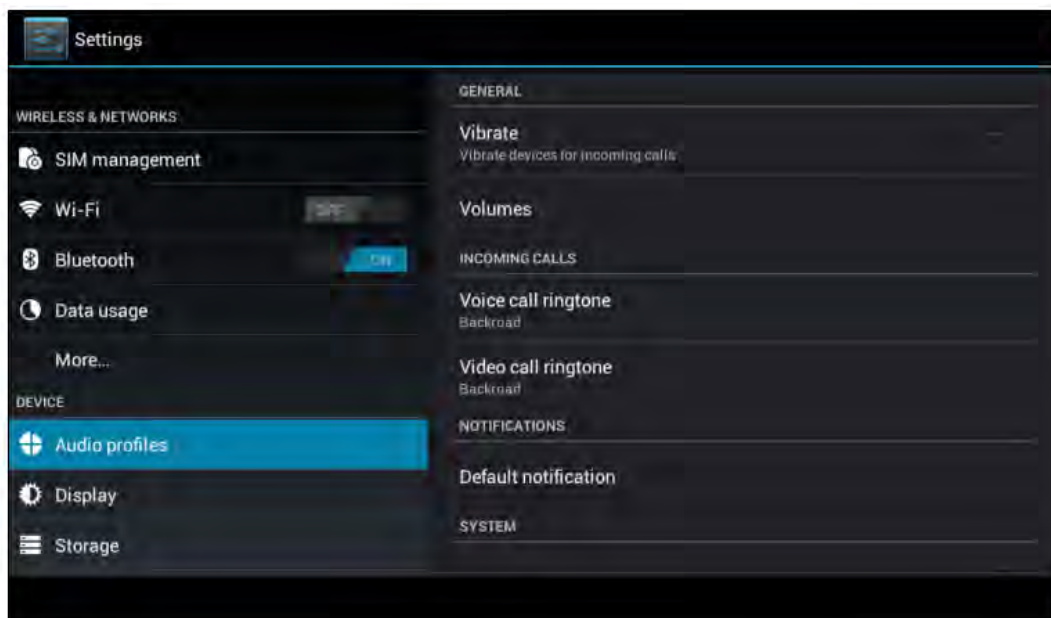 Settings
WIRELESS & NETWORKS
SIM management
Wi-Fi
OFF
Bluetooth
ON
Data usage
More...
DEVICE
Audio profiles
Display
Storage
GENERAL
Vibrate
Vibrate devices for incoming calls
Volumes
INCOMING CALLS
Voice call ringtone
Backroad
Video call ringtone
Backroad
NOTIFICATIONS
Default notification
SYSTEM